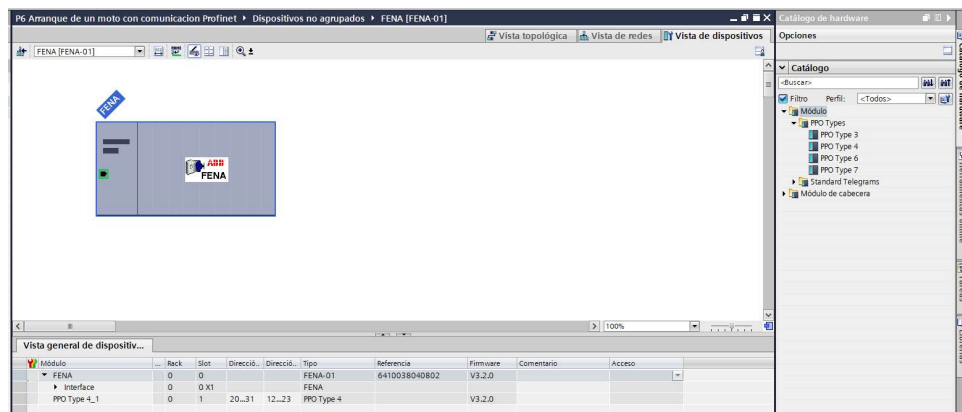 P6 Arranque de un moto con comunicacion Profinet ▸ Dispositivos no agrupados ▸ FENA [FENA-01]
Catálogo de hardware
Vista topológica Vista de redes Vista de dispositivos
Opciones
FENA [FENA-01]
Catálogo
<Buscar>
Filtro Perfil: <Todos>
Módulo
PPO Types
PPO Type 3
PPO Type 4
PPO Type 6
PPO Type 7
Standard Telegrams
Módulo de cabecera
FENA
ABB
FENA
100%
Vista general de dispositiv...
Módulo ... Rack Slot Direcció.. Direcció.. Tipo Referencia Firmware Comentario Acceso
FENA 0 0 FENA-01 6410038040802 V3.2.0
Interface 0 0 X1 FENA
PPO Type 4_1 0 1 20...31 12...23 PPO Type 4 V3.2.0